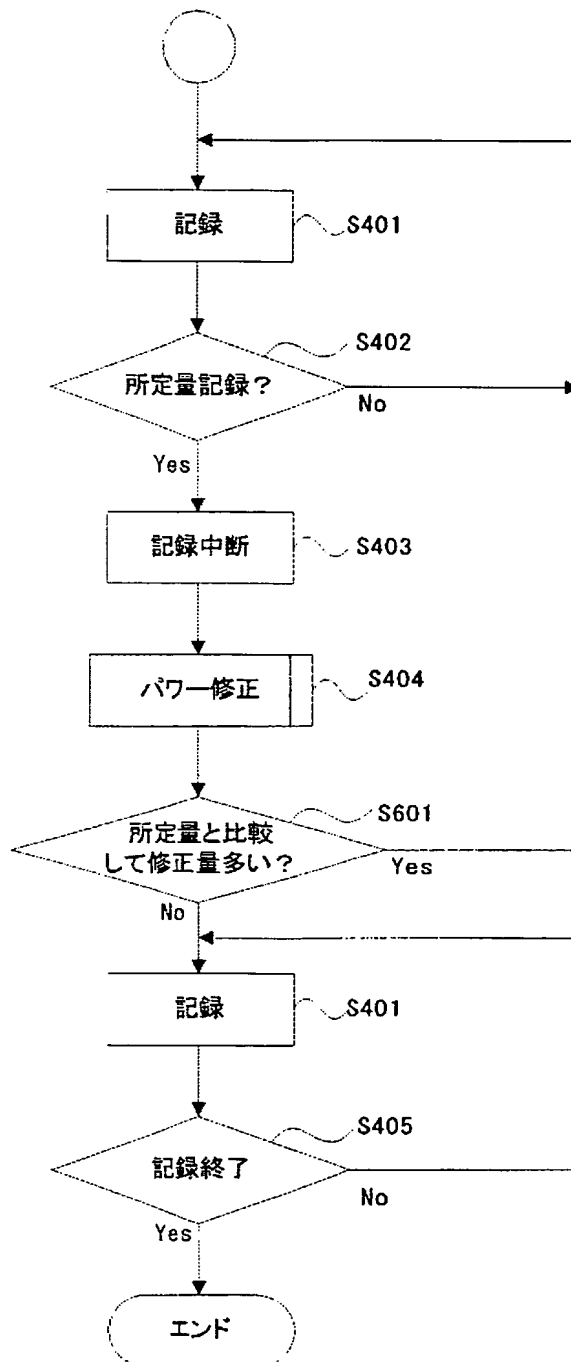 記録
S401
S402
所定量記録？
No
Yes
記録中断
S403
パワー修正
S404
S601
所定量と比較
して修正量多い？
Yes
No
記録
S401
S405
記録終了
No
Yes
エンド